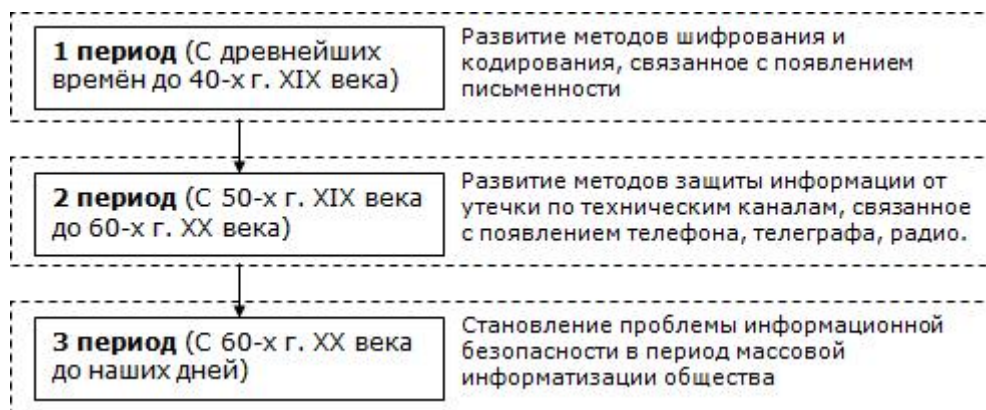 1 период (С древнейших
времён до 40-х г. XIX века)
Развитие методов шифрования и
кодирования, связанное с появлением
письменности
2 период (С 50-х г. XIX века
до 60-х г. XX века)
Развитие методов защиты информации от
утечки по техническим каналам, связанное
с появлением телефона, телеграфа, радио.
3 период (С 60-х г. XX века
до наших дней)
Становление проблемы информационной
безопасности в период массовой
информатизации общества